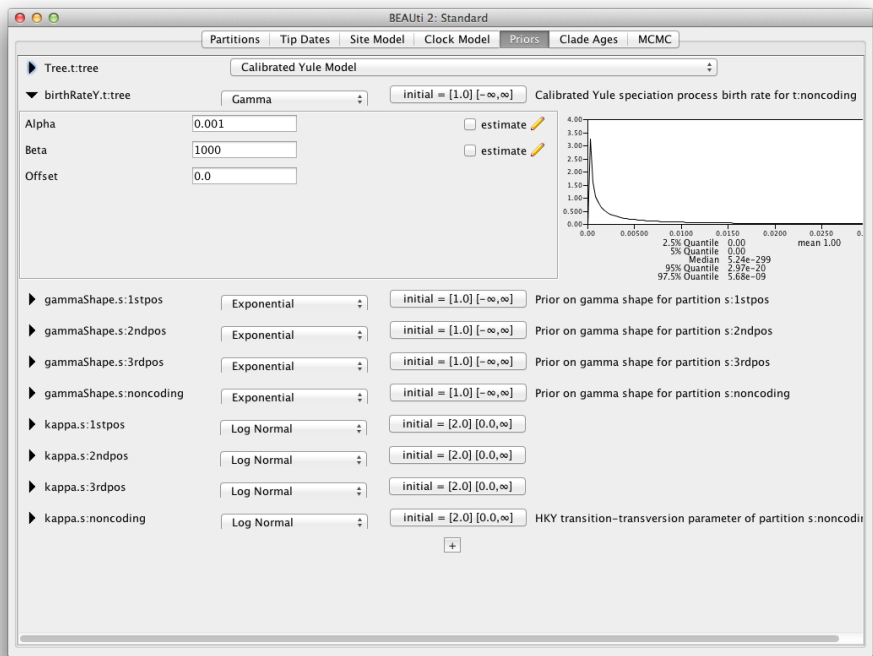 BEAUti 2: Standard
Partitions Tip Dates Site Model Clock Model Priors Clade Ages MCMC
Tree.t:tree Calibrated Yule Model
birthRateY.t:tree Gamma initial = [1.0] [-∞,∞] Calibrated Yule speciation process birth rate for t:noncoding
Alpha 0.001 estimate
Beta 1000 estimate
Offset 0.0
4.00
3.50
3.00
2.50
2.00
1.50
1.00
0.500
0.00
0.00 0.00500 0.0100 0.0150 0.0200 0.0250 0.
2.5% Quantile 0.00 mean 1.00
5% Quantile 0.00
Median 5.24e-299
95% Quantile 2.97e-20
97.5% Quantile 5.68e-09
gammaShape.s:1stpos Exponential initial = [1.0] [-∞,∞] Prior on gamma shape for partition s:1stpos
gammaShape.s:2ndpos Exponential initial = [1.0] [-∞,∞] Prior on gamma shape for partition s:2ndpos
gammaShape.s:3rdpos Exponential initial = [1.0] [-∞,∞] Prior on gamma shape for partition s:3rdpos
gammaShape.s:noncoding Exponential initial = [1.0] [-∞,∞] Prior on gamma shape for partition s:noncoding
kappa.s:1stpos Log Normal initial = [2.0] [0.0,∞]
kappa.s:2ndpos Log Normal initial = [2.0] [0.0,∞]
kappa.s:3rdpos Log Normal initial = [2.0] [0.0,∞]
kappa.s:noncoding Log Normal initial = [2.0] [0.0,∞] HKY transition-transversion parameter of partition s:noncodin
+